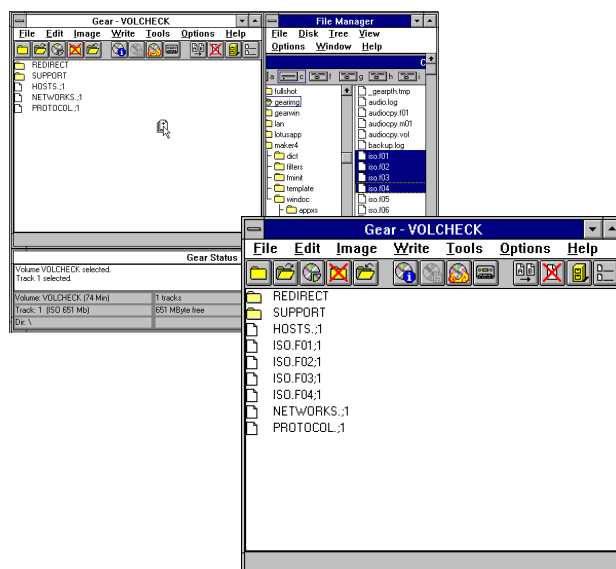 Gear - VOLCHECK
File Edit Image Write Tools Options Help
REDIRECT
SUPPORT
HOSTS.;1
NETWORKS.;1
PROTOCOL.;1
Gear Status
Volume VOLCHECK selected.
Track 1 selected.
Volume: VOLCHECK (74 Min) 1 tracks
Track: 1 (ISO 651 Mb) 651 MByte free
Dir: \
File Manager
File Disk Tree View
Options Window Help
C
a c f g h i
fullshot
gearimg
gearwin
lan
lotusapp
maker4
dict
filters
fminit
template
windoc
appxs
_gearpth.tmp
audio.log
audiocpy.f01
audiocpy.m01
audiocpy.vol
backup.log
iso.f01
iso.f02
iso.f03
iso.f04
iso.f05
iso.f06
Gear - VOLCHECK
File Edit Image Write Tools Options Help
REDIRECT
SUPPORT
HOSTS.;1
ISO.F01;1
ISO.F02;1
ISO.F03;1
ISO.F04;1
NETWORKS.;1
PROTOCOL.;1